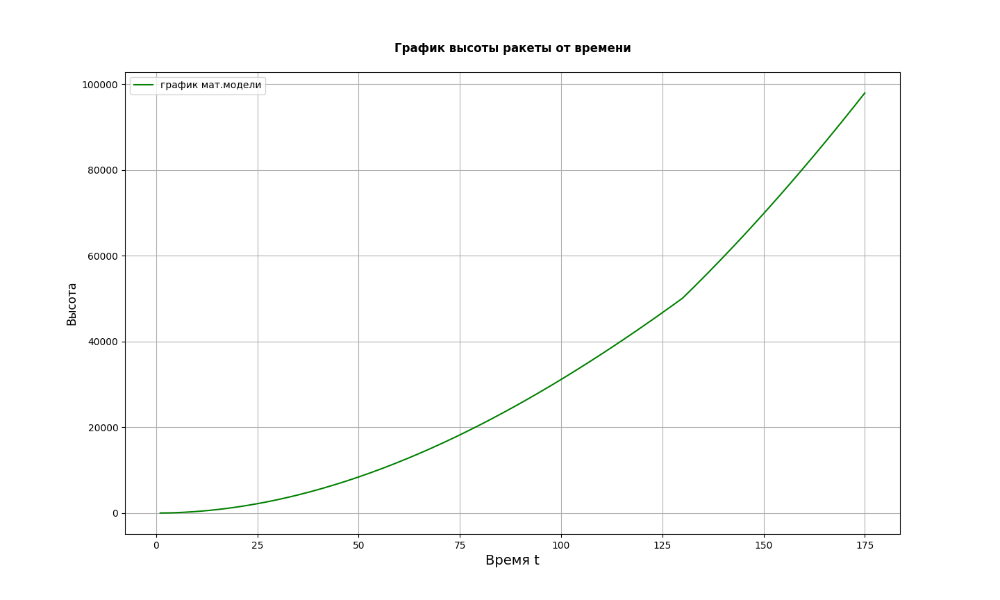 График высоты ракеты от времени
график мат.модели
100000
80000
60000
40000
20000
0
Высота
0 25 50 75 100 125 150 175
Время t